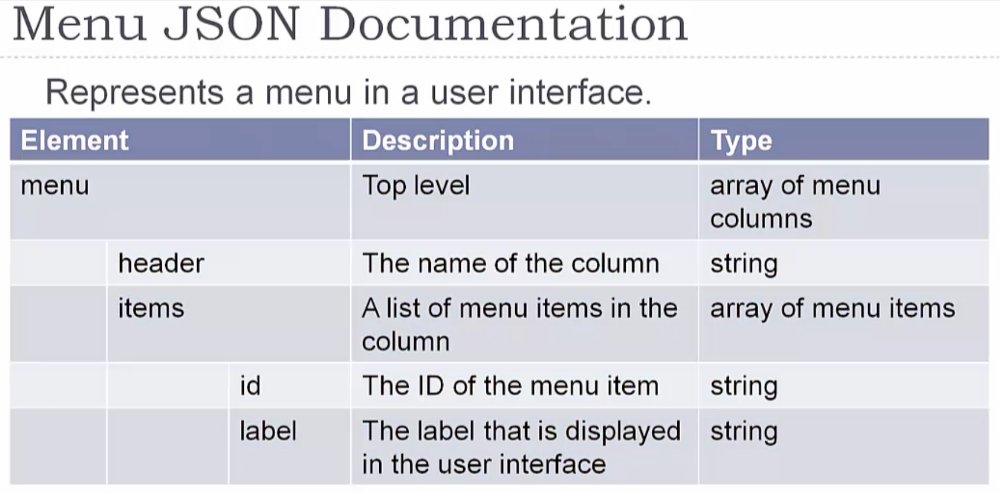 Menu JSON Documentation
Represents a menu in a user interface.
Element Description Type
menu Top level array of menu
columns
header The name of the column string
items A list of menu items in the array of menu items
column
id The ID of the menu item string
label The label that is displayed string
in the user interface